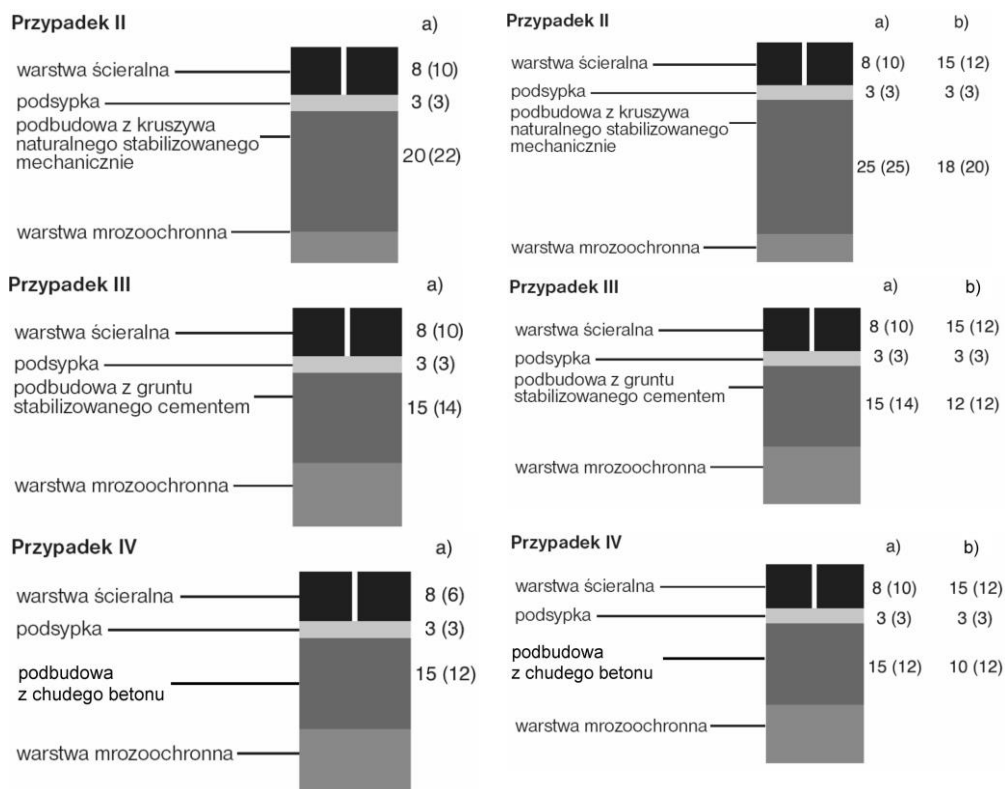 Przypadek II
a)
warstwa ścieralna
8 (10)
podsypka
3 (3)
podbudowa z kruszywa
naturalnego stabilizowanego
mechanicznie
20 (22)
warstwa mrozoochronna
Przypadek II
a) b)
warstwa ścieralna
8 (10) 15 (12)
podsypka
3 (3) 3 (3)
podbudowa z kruszywa
naturalnego stabilizowanego
mechanicznie
25 (25) 18 (20)
warstwa mrozoochronna
Przypadek III
a)
warstwa ścieralna
8 (10)
podsypka
3 (3)
podbudowa z gruntu
stabilizowanego cementem
15 (14)
warstwa mrozoochronna
Przypadek III
a) b)
warstwa ścieralna
8 (10) 15 (12)
podsypka
3 (3) 3 (3)
podbudowa z gruntu
stabilizowanego cementem
15 (14) 12 (12)
warstwa mrozoochronna
Przypadek IV
a)
warstwa ścieralna
8 (6)
podsypka
3 (3)
podbudowa
z chudego betonu
15 (12)
warstwa mrozoochronna
Przypadek IV
a) b)
warstwa ścieralna
8 (10) 15 (12)
podsypka
3 (3) 3 (3)
podbudowa
z chudego betonu
15 (12) 10 (12)
warstwa mrozoochronna